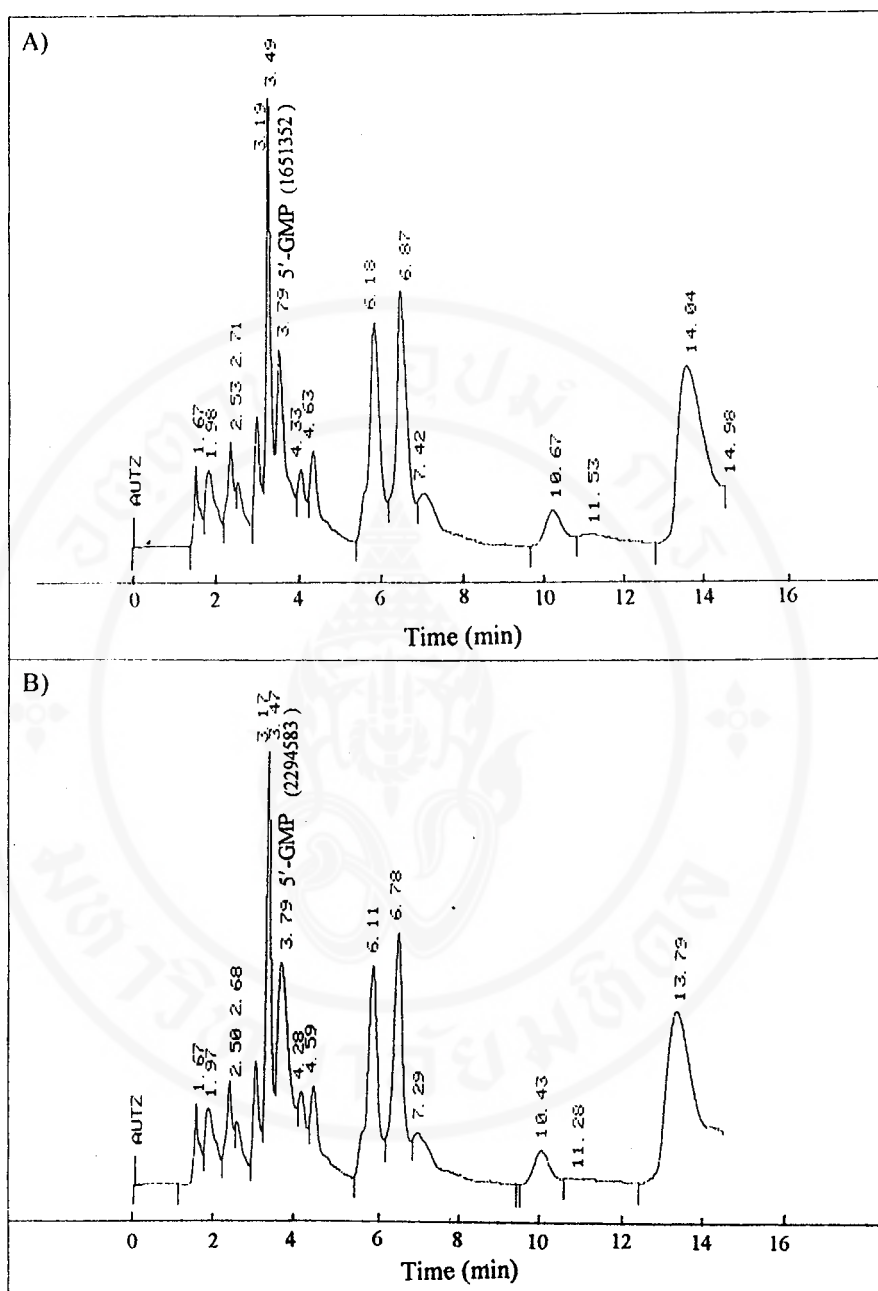 A)
AUTZ
1.67
1.98
2.53
2.71
3.19
3.49
3.79 5'-GMP (1651352)
4.33
4.63
6.18
6.87
7.42
10.67
11.53
14.04
14.98
0 2 4 6 8 10 12 14 16
Time (min)
B)
AUTZ
1.67
1.97
2.50
2.68
3.17
3.47
3.79 5'-GMP (2294583)
4.28
4.59
6.11
6.78
7.29
10.43
11.28
13.79
0 2 4 6 8 10 12 14 16
Time (min)